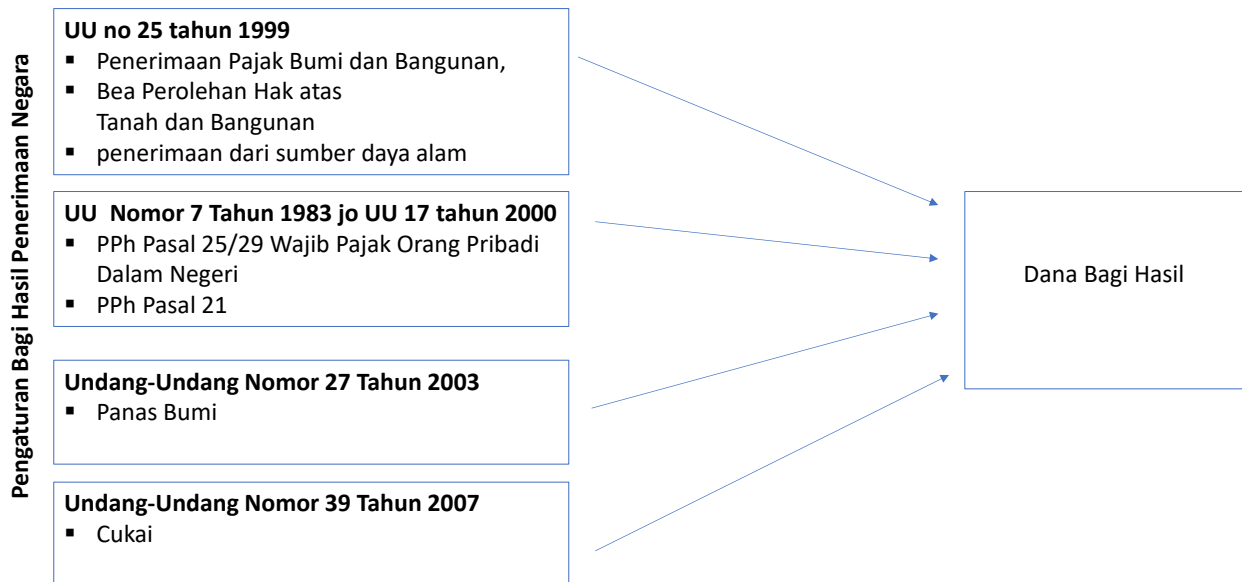 Pengaturan Bagi Hasil Penerimaan Negara
UU no 25 tahun 1999
▪ Penerimaan Pajak Bumi dan Bangunan,
▪ Bea Perolehan Hak atas
Tanah dan Bangunan
▪ penerimaan dari sumber daya alam
UU Nomor 7 Tahun 1983 jo UU 17 tahun 2000
▪ PPh Pasal 25/29 Wajib Pajak Orang Pribadi
Dalam Negeri
▪ PPh Pasal 21
Undang-Undang Nomor 27 Tahun 2003
▪ Panas Bumi
Undang-Undang Nomor 39 Tahun 2007
▪ Cukai
Dana Bagi Hasil